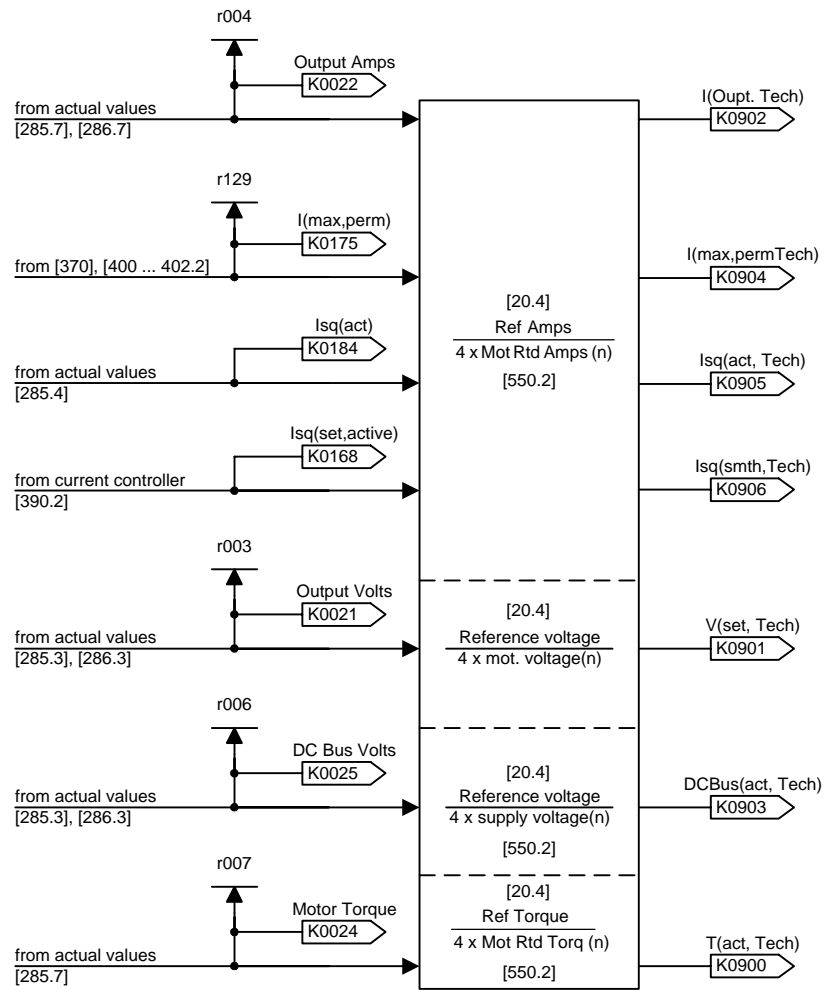 r004
Output Amps
K0022
from actual values
[285.7], [286.7]
I(Oupt. Tech)
K0902
r129
I(max,perm)
K0175
from [370], [400 ... 402.2]
I(max,permTech)
K0904
[20.4]
Ref Amps
4 x Mot Rtd Amps (n)
[550.2]
Isq(act)
K0184
from actual values
[285.4]
Isq(act, Tech)
K0905
Isq(set,active)
K0168
from current controller
[390.2]
Isq(smth,Tech)
K0906
r003
Output Volts
K0021
from actual values
[285.3], [286.3]
[20.4]
Reference voltage
4 x mot. voltage(n)
V(set, Tech)
K0901
r006
DC Bus Volts
K0025
from actual values
[285.3], [286.3]
[20.4]
Reference voltage
4 x supply voltage(n)
[550.2]
DCBus(act, Tech)
K0903
r007
Motor Torque
K0024
from actual values
[285.7]
[20.4]
Ref Torque
4 x Mot Rtd Torq (n)
[550.2]
T(act, Tech)
K0900